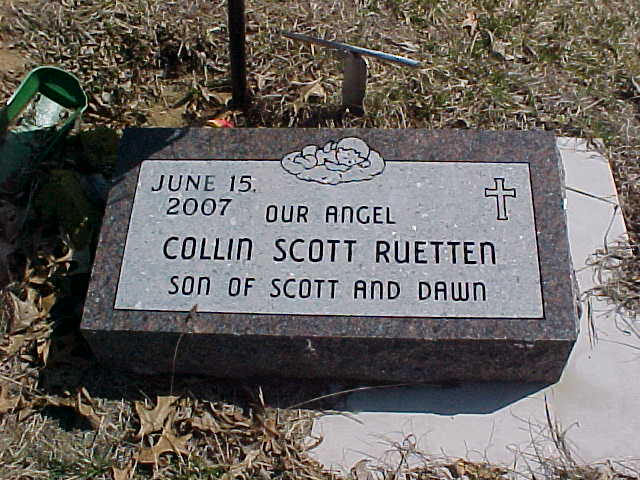 JUNE 15,
2007
OUR ANGEL
COLLIN SCOTT RUETTEN
SON OF SCOTT AND DAWN